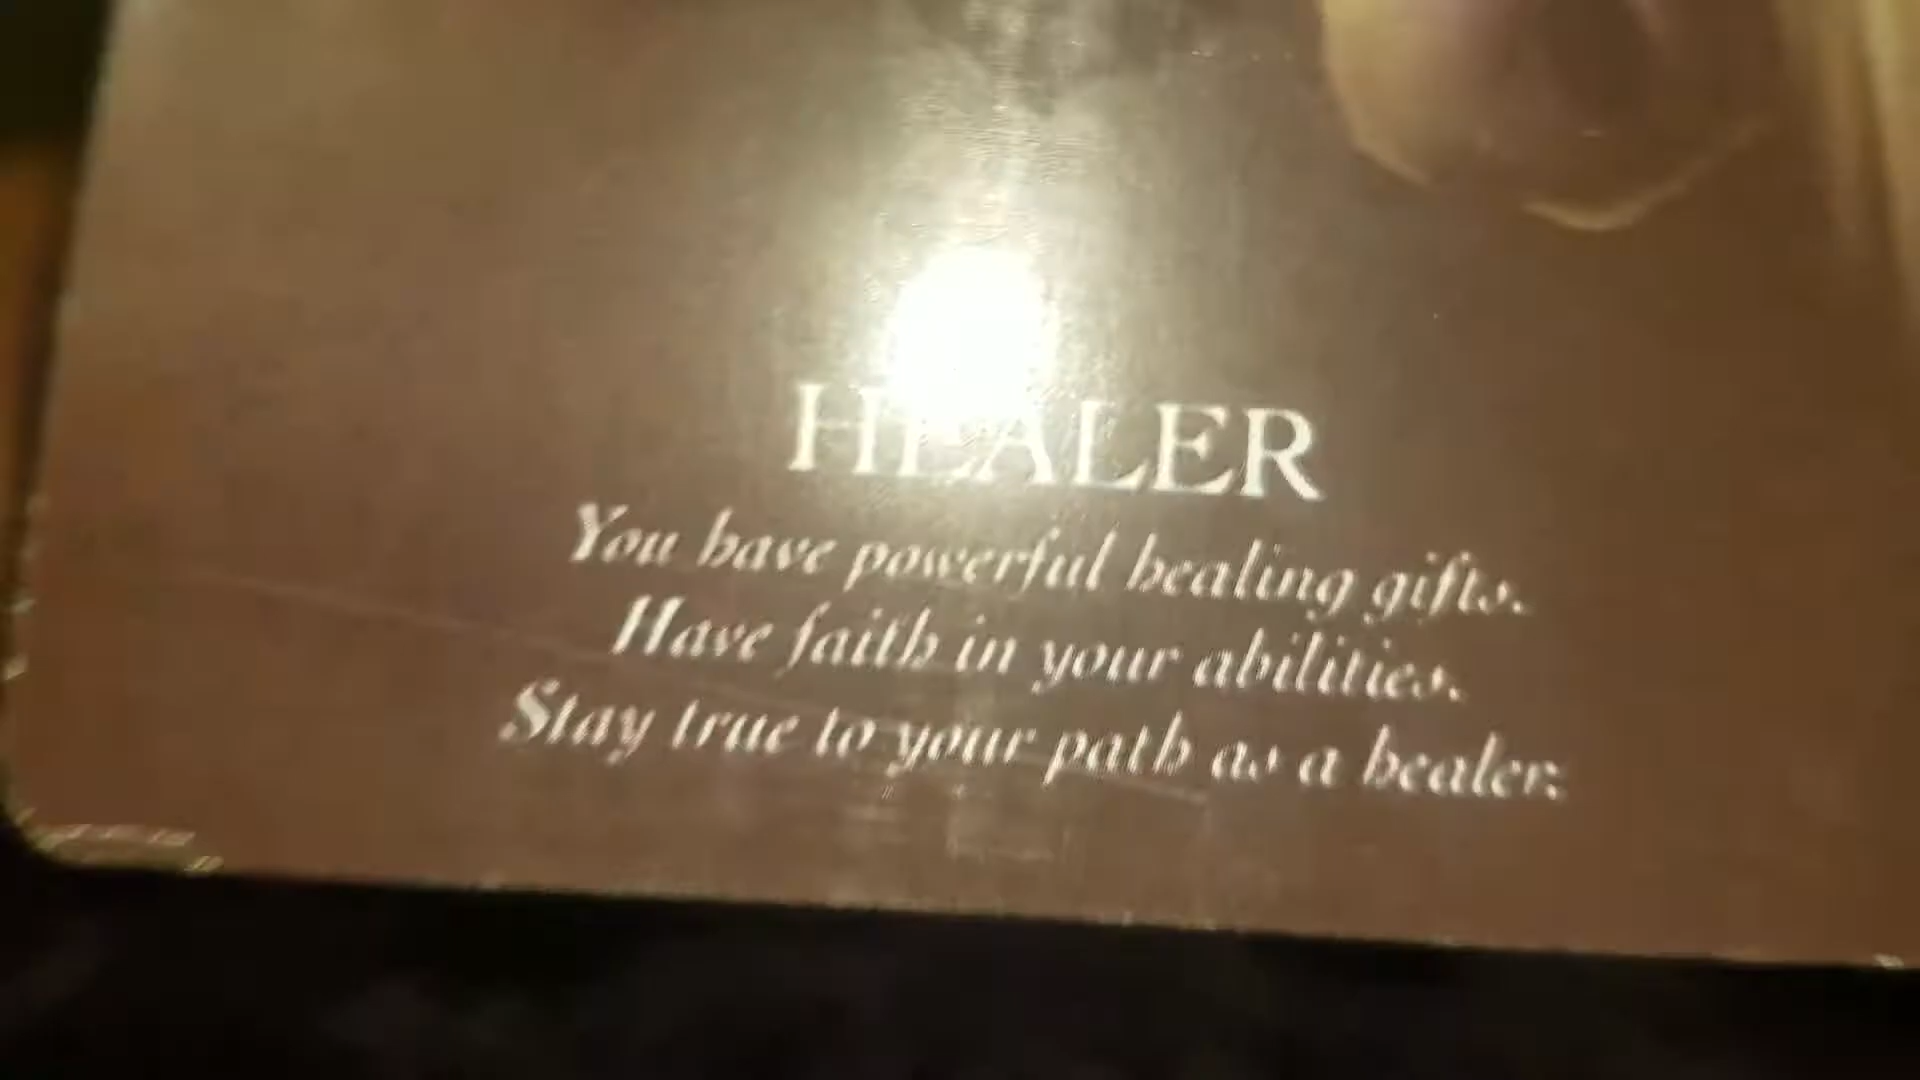 HEALER
You have powerful healing gifts.
Have faith in your abilities.
Stay true to your path as a healer.